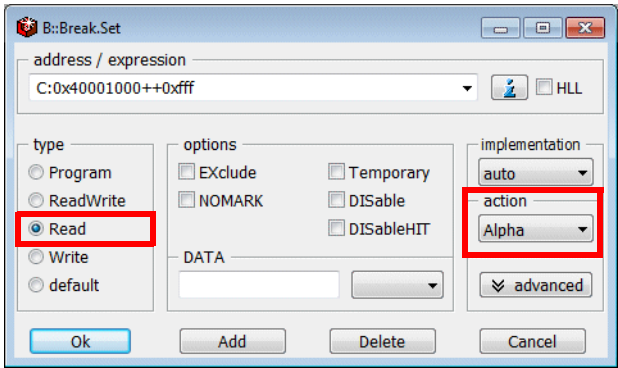 B::Break.Set
address / expression
C:0x40001000++0xfff
HLL
type
options
implementation
Program
EXclude
Temporary
auto
ReadWrite
NOMARK
DISable
action
Read
DISableHIT
Alpha
Write
DATA
default
advanced
Ok
Add
Delete
Cancel